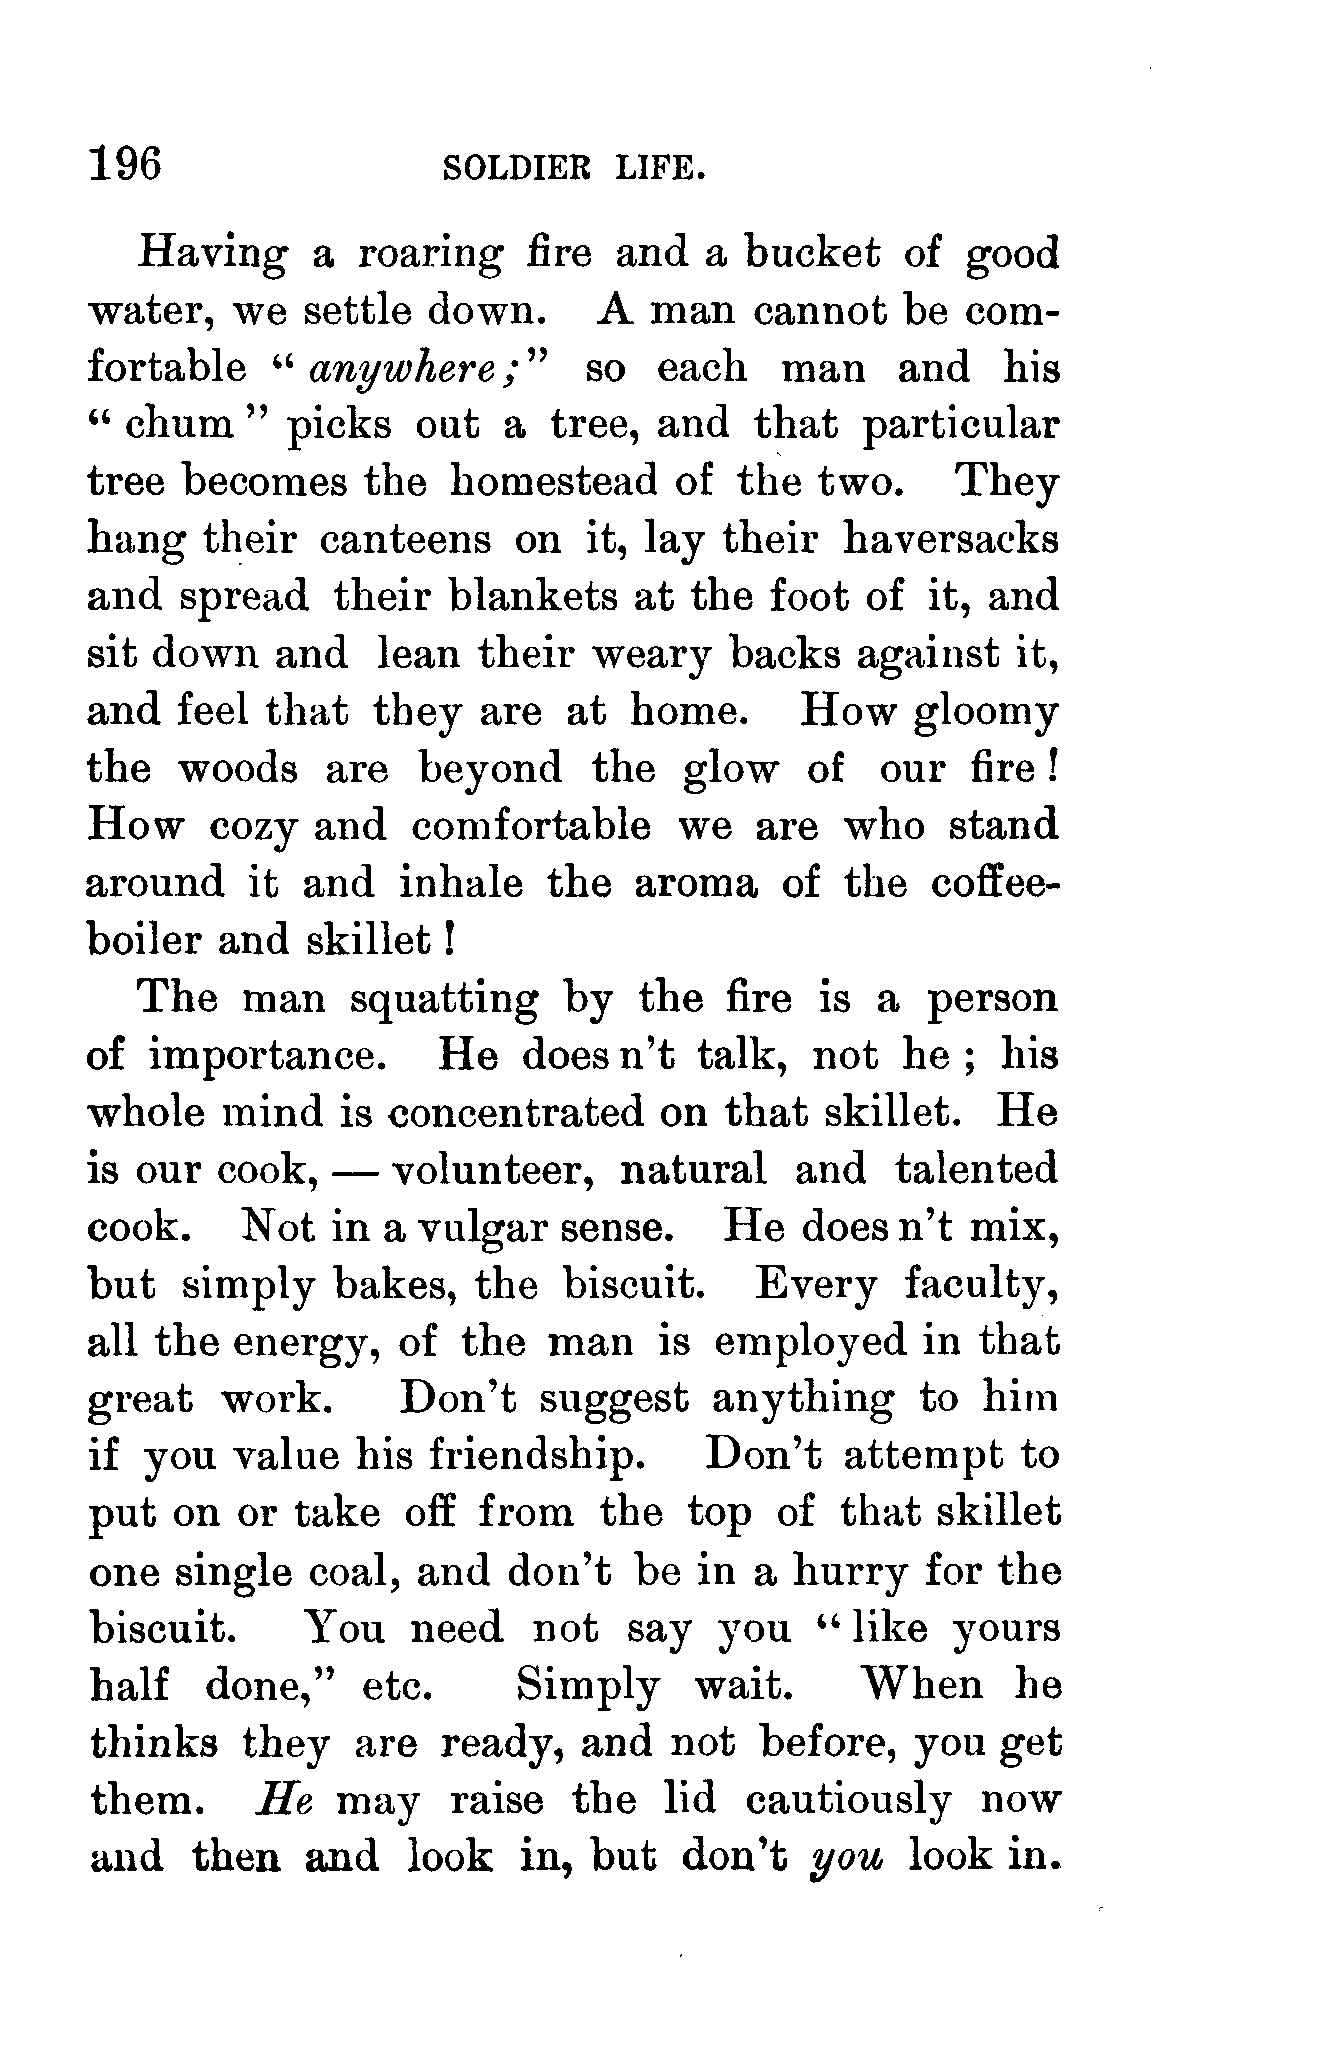 196 SOLDIER LIFE.
Having a roaring fire and a bucket of good
water, we settle down. A man cannot be com-
fortable “ anywhere ;” so each man and his
“ chum ” picks out a tree, and that particular
tree becomes the homestead of the two. They
hang their canteens on it, lay their haversacks
and spread their blankets at the foot of it, and
sit down and lean their weary backs against it,
and feel that they are at home. How gloomy
the woods are beyond the glow of our fire !
How cozy and comfortable we are who stand
around it and inhale the aroma of the coffee-
boiler and skillet !
The man squatting by the fire is a person
of importance. He does n’t talk, not he ; his
whole mind is concentrated on that skillet. He
is our cook, — volunteer, natural and talented
cook. Not in a vulgar sense. He does n’t mix,
but simply bakes, the biscuit. Every faculty,
all the energy, of the man is employed in that
great work. Don’t suggest anything to him
if you value his friendship. Don’t attempt to
put on or take off from the top of that skillet
one single coal, and don’t be in a hurry for the
biscuit. You need not say you “ like yours
half done,” etc. Simply wait. When he
thinks they are ready, and not before, you get
them. He may raise the lid cautiously now
and then and look in, but don’t you look in.